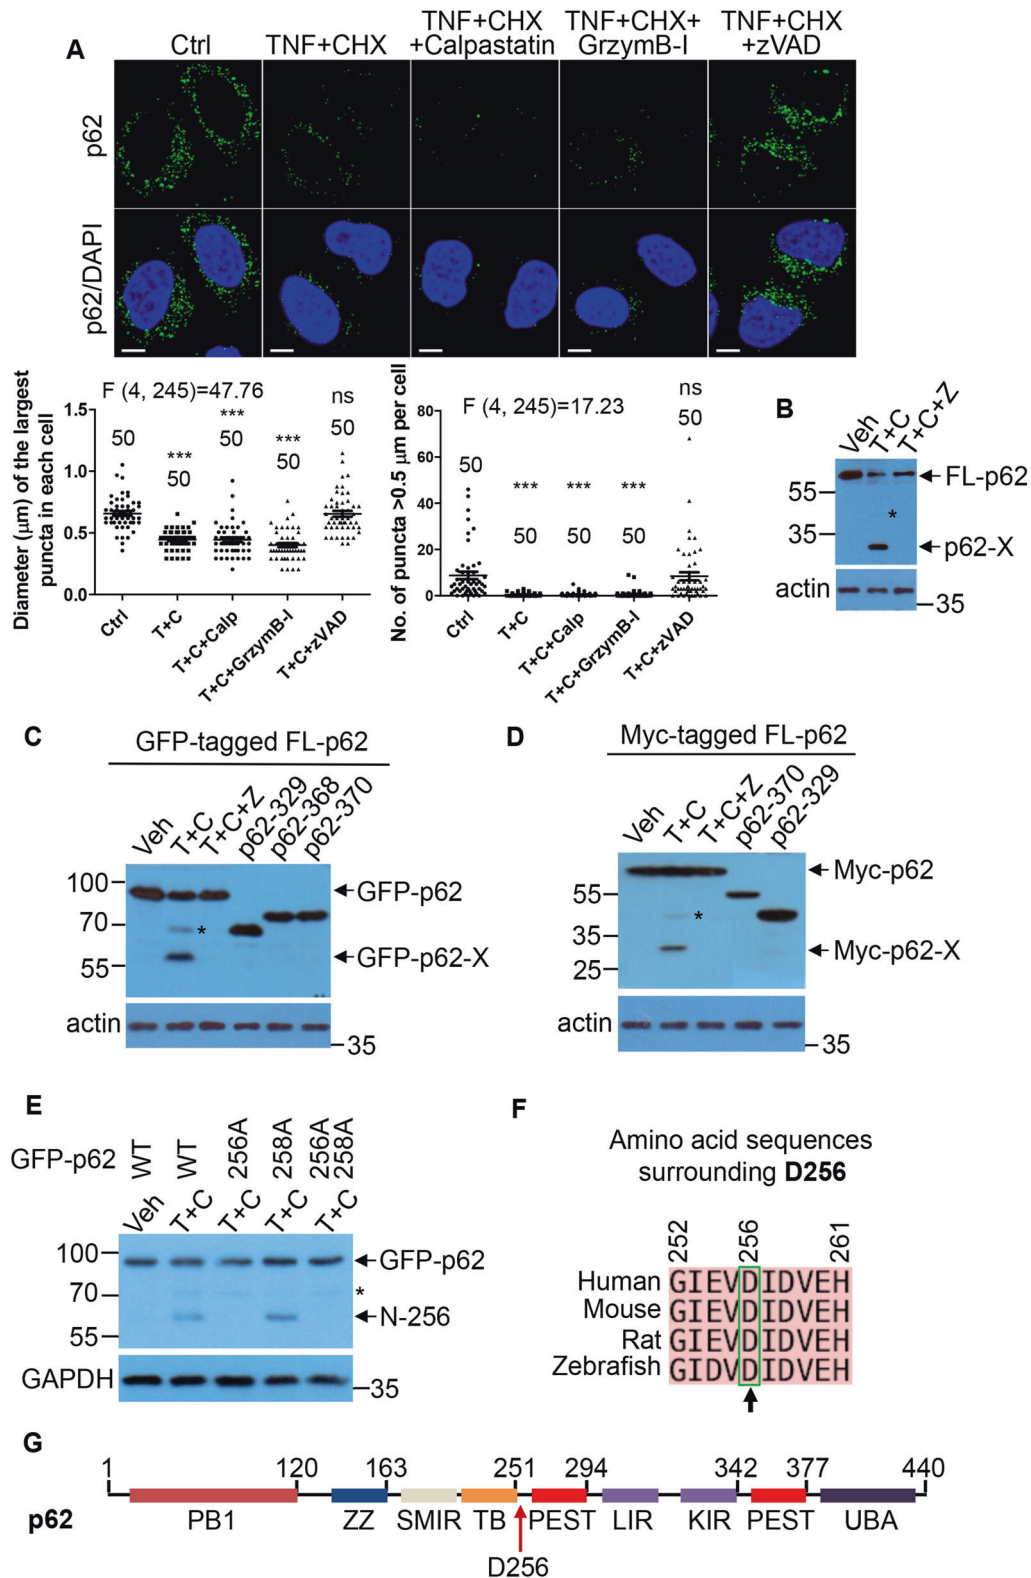 A
Ctrl
TNF+CHX
TNF+CHX
+Calpastatin
TNF+CHX+
GrzymB-I
TNF+CHX
+zVAD
p62
p62/DAPI
Diameter (μm) of the largest
puncta in each cell
F (4, 245)=47.76
1.5
1.0
0.5
0.0
50
***
50
***
50
***
50
ns
50
Ctrl
T+C
T+C+Calp
T+C+GrzymB-I
T+C+zVAD
No. of puncta >0.5 μm per cell
F (4, 245)=17.23
80
60
40
20
0
50
***
50
***
50
***
50
ns
50
Ctrl
T+C
T+C+Calp
T+C+GrzymB-I
T+C+zVAD
B
Veh
T+C
T+C+Z
55
35
FL-p62
*
p62-X
actin
35
C
GFP-tagged FL-p62
Veh
T+C
T+C+Z
p62-329
p62-368
p62-370
100
70
55
GFP-p62
*
GFP-p62-X
actin
35
D
Myc-tagged FL-p62
Veh
T+C
T+C+Z
p62-370
p62-329
55
35
25
Myc-p62
*
Myc-p62-X
actin
35
E
GFP-p62
WT
WT
256A
258A
256A
258A
Veh
T+C
T+C
T+C
T+C
100
70
55
GFP-p62
*
N-256
GAPDH
35
F
Amino acid sequences
surrounding D256
252
256
261
Human GIEVDIDVEH
Mouse GIEVDIDVEH
Rat GIEVDIDVEH
Zebrafish GIDVDIDVEH
G
1 120 163 251 294 342 377 440
p62
PB1 ZZ SMIR TB PEST LIR KIR PEST UBA
D256